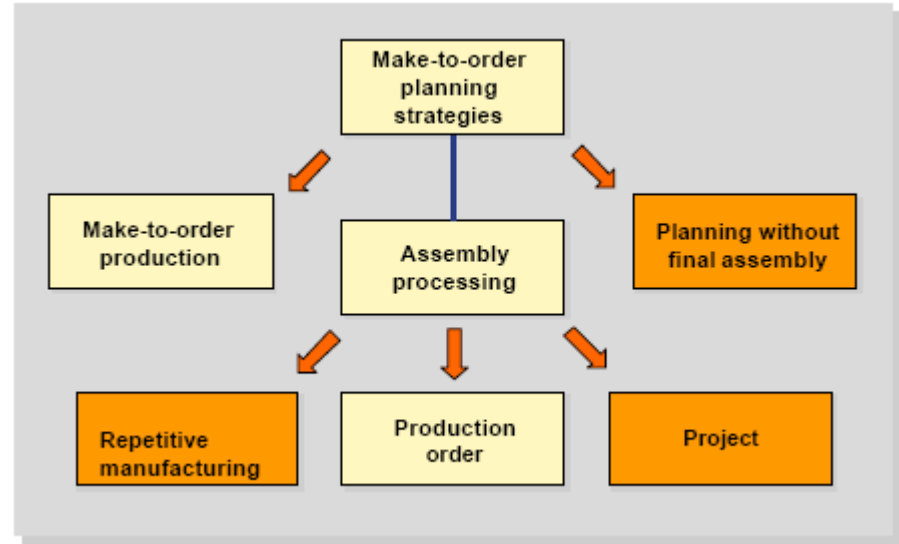 Make-to-order
planning
strategies
Make-to-order
production
Assembly
processing
Planning without
final assembly
Repetitive
manufacturing
Production
order
Project